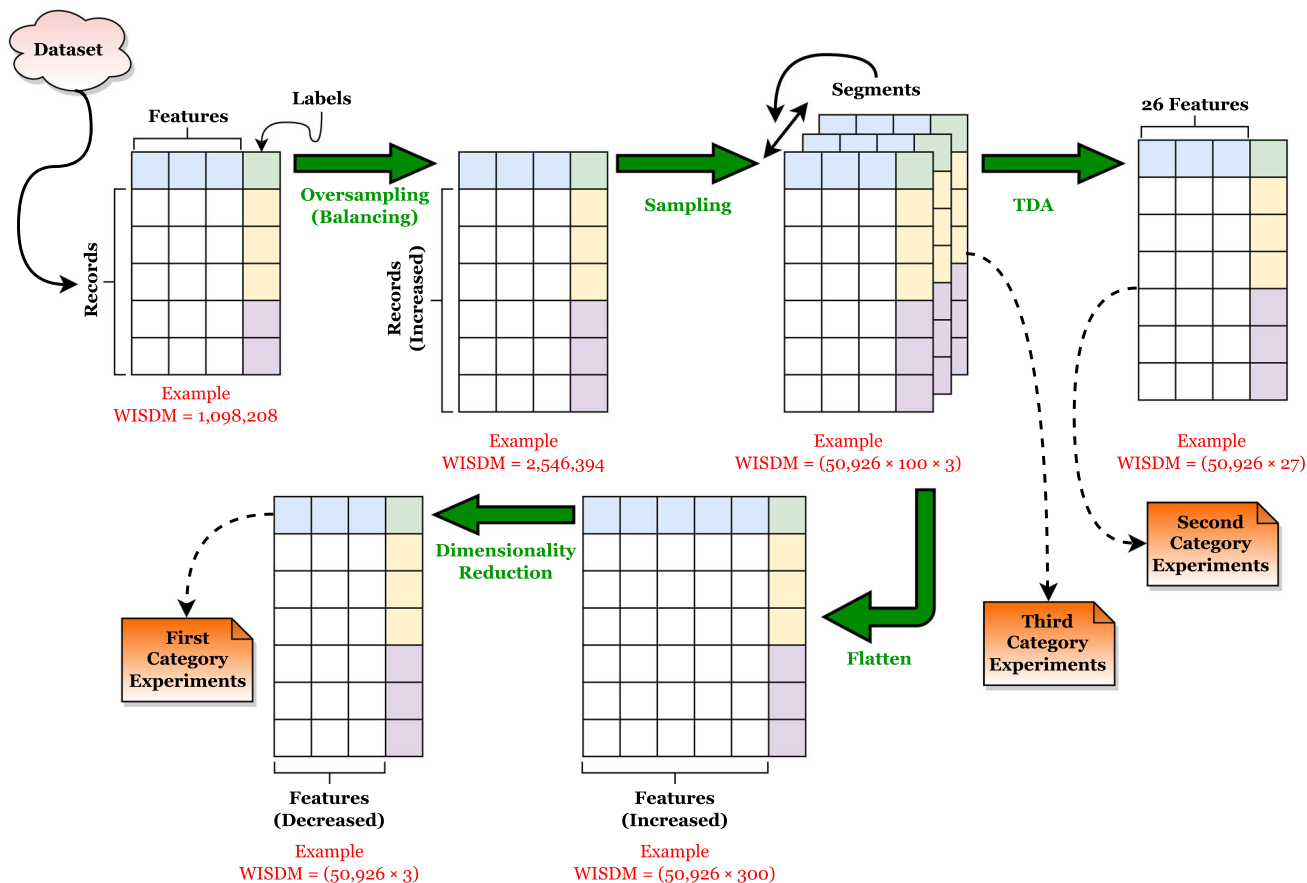 Dataset
Features
Labels
Records
Example
WISDM = 1,098,208
Oversampling
(Balancing)
Records
(Increased)
Example
WISDM = 2,546,394
Sampling
Segments
Example
WISDM = (50,926 × 100 × 3)
TDA
26 Features
Example
WISDM = (50,926 × 27)
Second
Category
Experiments
Third
Category
Experiments
Flatten
Features
(Increased)
Example
WISDM = (50,926 × 300)
Dimensionality
Reduction
Features
(Decreased)
Example
WISDM = (50,926 × 3)
First
Category
Experiments